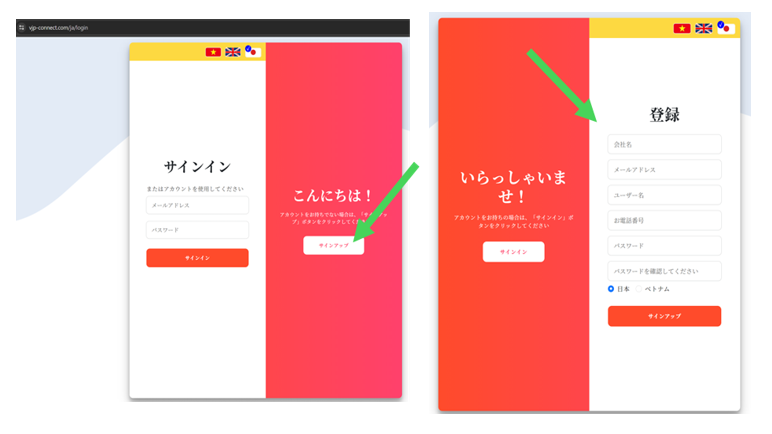 vjp-connect.com/ja/login
サインイン
またはアカウントを使用してください
メールアドレス
パスワード
サインイン
こんにちは！
アカウントをお持ちでない場合は、「サインアッ
プ」ボタンをクリックしてください
サインアップ
いらっしゃいま
せ！
アカウントをお持ちの場合は、「サインイン」ボ
タンをクリックしてください
サインイン
登録
会社名
メールアドレス
ユーザー名
お電話番号
パスワード
パスワードを確認してください
日本 ベトナム
サインアップ